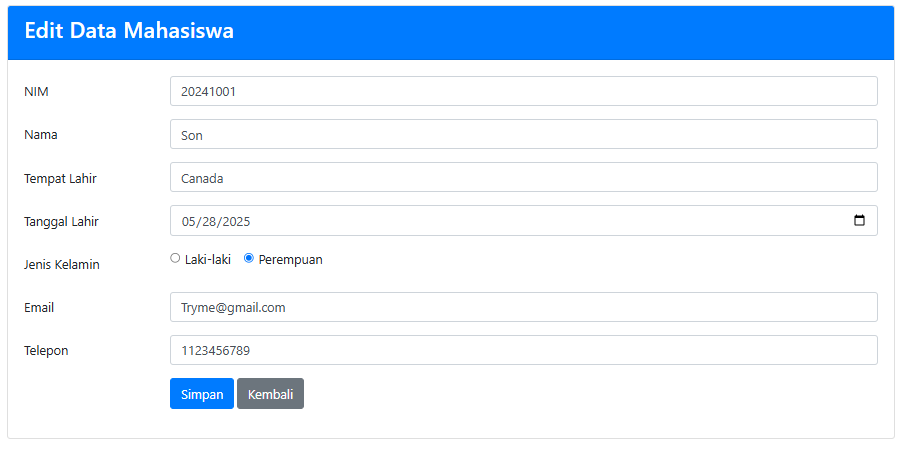 Edit Data Mahasiswa
NIM 20241001
Nama Son
Tempat Lahir Canada
Tanggal Lahir 05/28/2025
Jenis Kelamin Laki-laki Perempuan
Email Tryme@gmail.com
Telepon 1123456789
Simpan Kembali